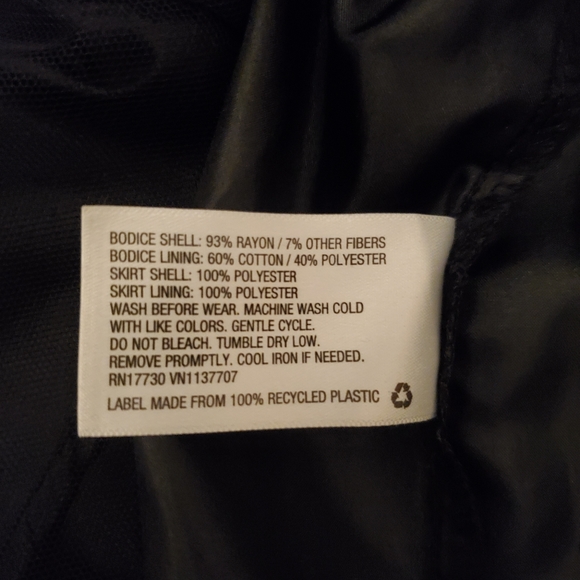 BODICE SHELL: 93% RAYON / 7% OTHER FIBERS
BODICE LINING: 60% COTTON / 40% POLYESTER
SKIRT SHELL: 100% POLYESTER
SKIRT LINING: 100% POLYESTER
WASH BEFORE WEAR. MACHINE WASH COLD
WITH LIKE COLORS. GENTLE CYCLE.
DO NOT BLEACH. TUMBLE DRY LOW.
REMOVE PROMPTLY. COOL IRON IF NEEDED.
RN17730 VN1137707
LABEL MADE FROM 100% RECYCLED PLASTIC